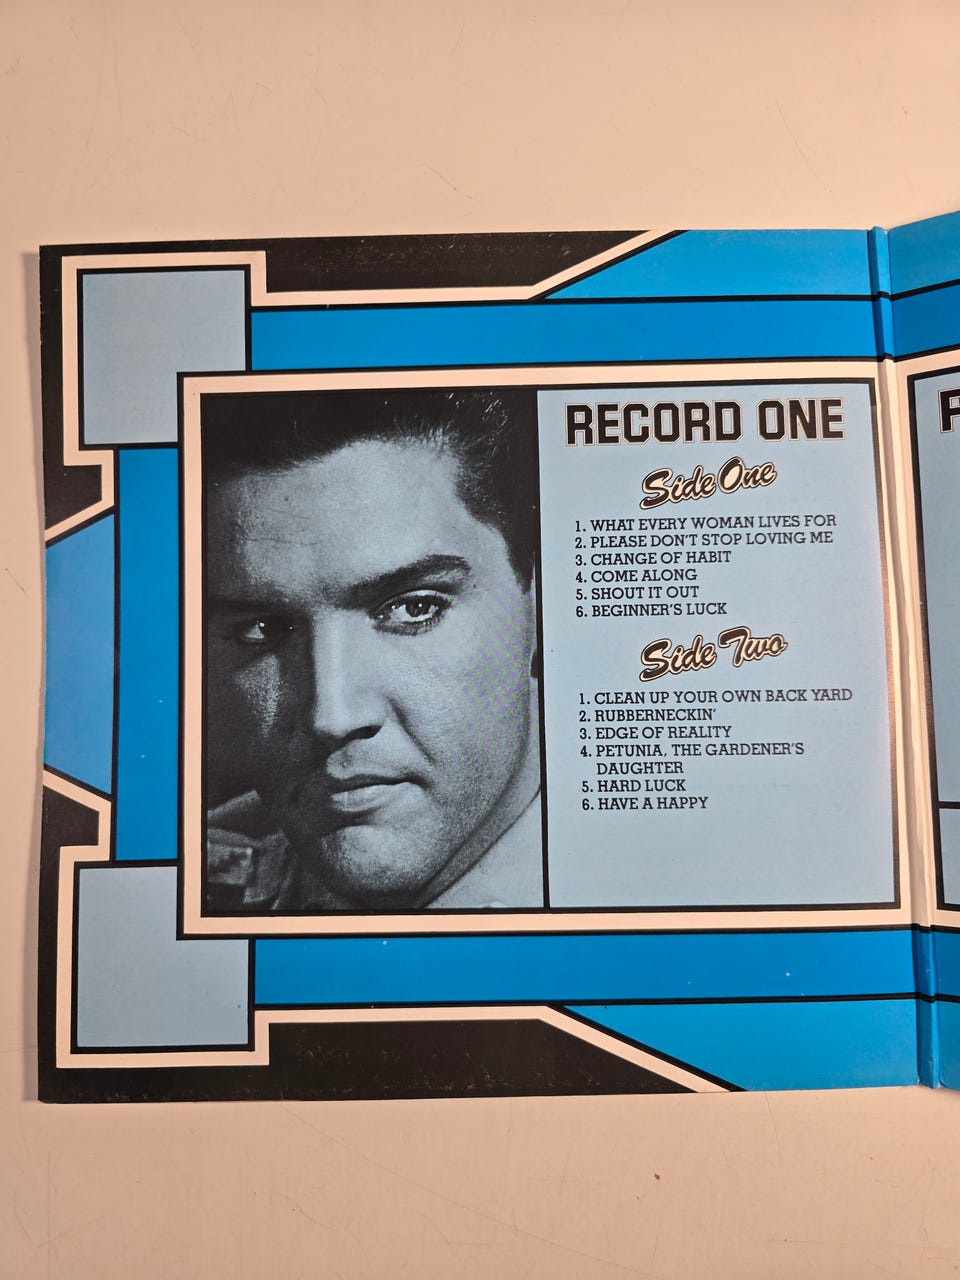 RECORD ONE
Side One
1. WHAT EVERY WOMAN LIVES FOR
2. PLEASE DON'T STOP LOVING ME
3. CHANGE OF HABIT
4. COME ALONG
5. SHOUT IT OUT
6. BEGINNER'S LUCK
Side Two
1. CLEAN UP YOUR OWN BACK YARD
2. RUBBERNECKIN'
3. EDGE OF REALITY
4. PETUNIA, THE GARDENER'S
DAUGHTER
5. HARD LUCK
6. HAVE A HAPPY